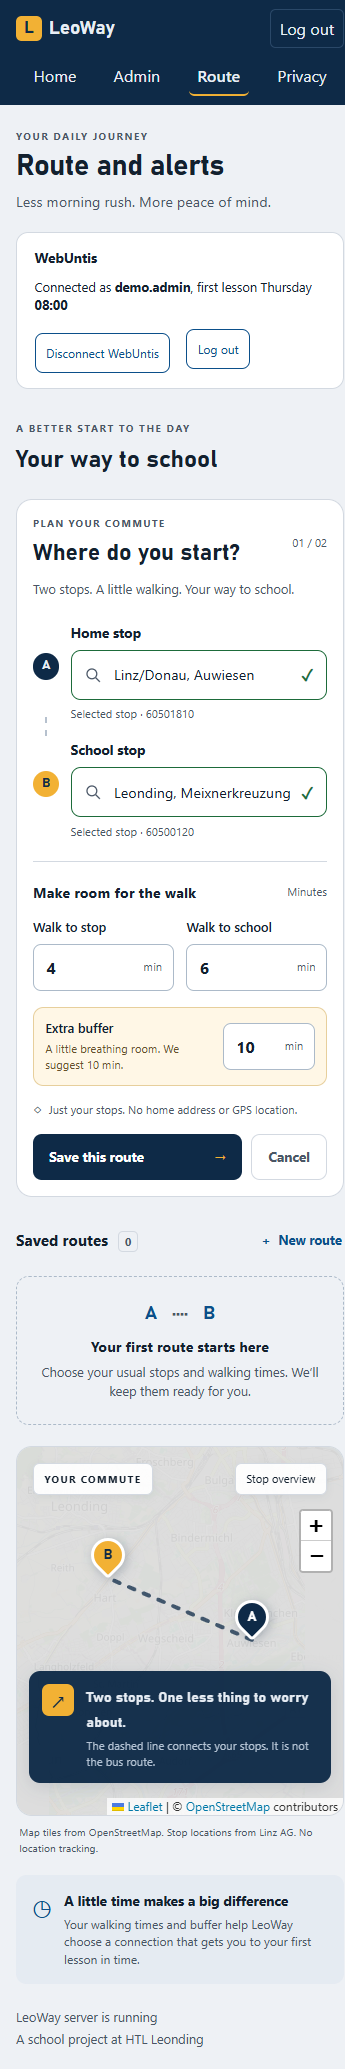 L LeoWay
Log out
Home Admin Route Privacy
YOUR DAILY JOURNEY
Route and alerts
Less morning rush. More peace of mind.
WebUntis
Connected as demo.admin, first lesson Thursday
08:00
Disconnect WebUntis
Log out
A BETTER START TO THE DAY
Your way to school
PLAN YOUR COMMUTE
Where do you start?
01 / 02
Two stops. A little walking. Your way to school.
Home stop
A
Linz/Donau, Auwiesen
Selected stop · 60501810
School stop
B
Leonding, Meixnerkreuzung
Selected stop · 60500120
Make room for the walk
Minutes
Walk to stop
Walk to school
4 min
6 min
Extra buffer
A little breathing room. We
suggest 10 min.
10 min
Just your stops. No home address or GPS location.
Save this route →
Cancel
Saved routes 0
+ New route
A B
Your first route starts here
Choose your usual stops and walking times. We'll
keep them ready for you.
YOUR COMMUTE
Stop overview
Leonding
+
−
Bindermichl
B
Hart
A
Wegscheid
Auwiesen
↗
Two stops. One less thing to worry
about.
The dashed line connects your stops. It is not
the bus route.
Leaflet | © OpenStreetMap contributors
Map tiles from OpenStreetMap. Stop locations from Linz AG. No
location tracking.
A little time makes a big difference
Your walking times and buffer help LeoWay
choose a connection that gets you to your first
lesson in time.
LeoWay server is running
A school project at HTL Leonding